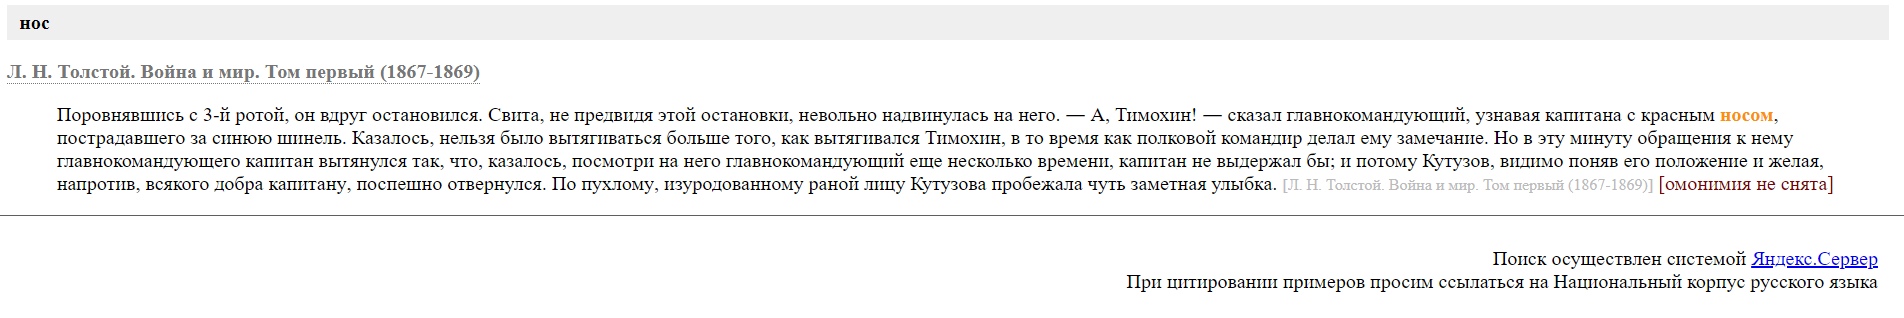 нос
Л. Н. Толстой. Война и мир. Том первый (1867-1869)
Поровнявшись с 3-й ротой, он вдруг остановился. Свита, не предвидя этой остановки, невольно надвинулась на него. — А, Тимохин! — сказал главнокомандующий, узнавая капитана с красным носом,
пострадавшего за синюю шинель. Казалось, нельзя было вытягиваться больше того, как вытягивался Тимохин, в то время как полковой командир делал ему замечание. Но в эту минуту обращения к нему
главнокомандующего капитан вытянулся так, что, казалось, посмотри на него главнокомандующий еще несколько времени, капитан не выдержал бы; и потому Кутузов, видимо поняв его положение и желая,
напротив, всякого добра капитану, поспешно отвернулся. По пухлому, изуродованному раной лицу Кутузова пробежала чуть заметная улыбка. [Л. Н. Толстой. Война и мир. Том первый (1867-1869)] [омонимия не снята]
Поиск осуществлен системой Яндекс.Сервер
При цитировании примеров просим ссылаться на Национальный корпус русского языка